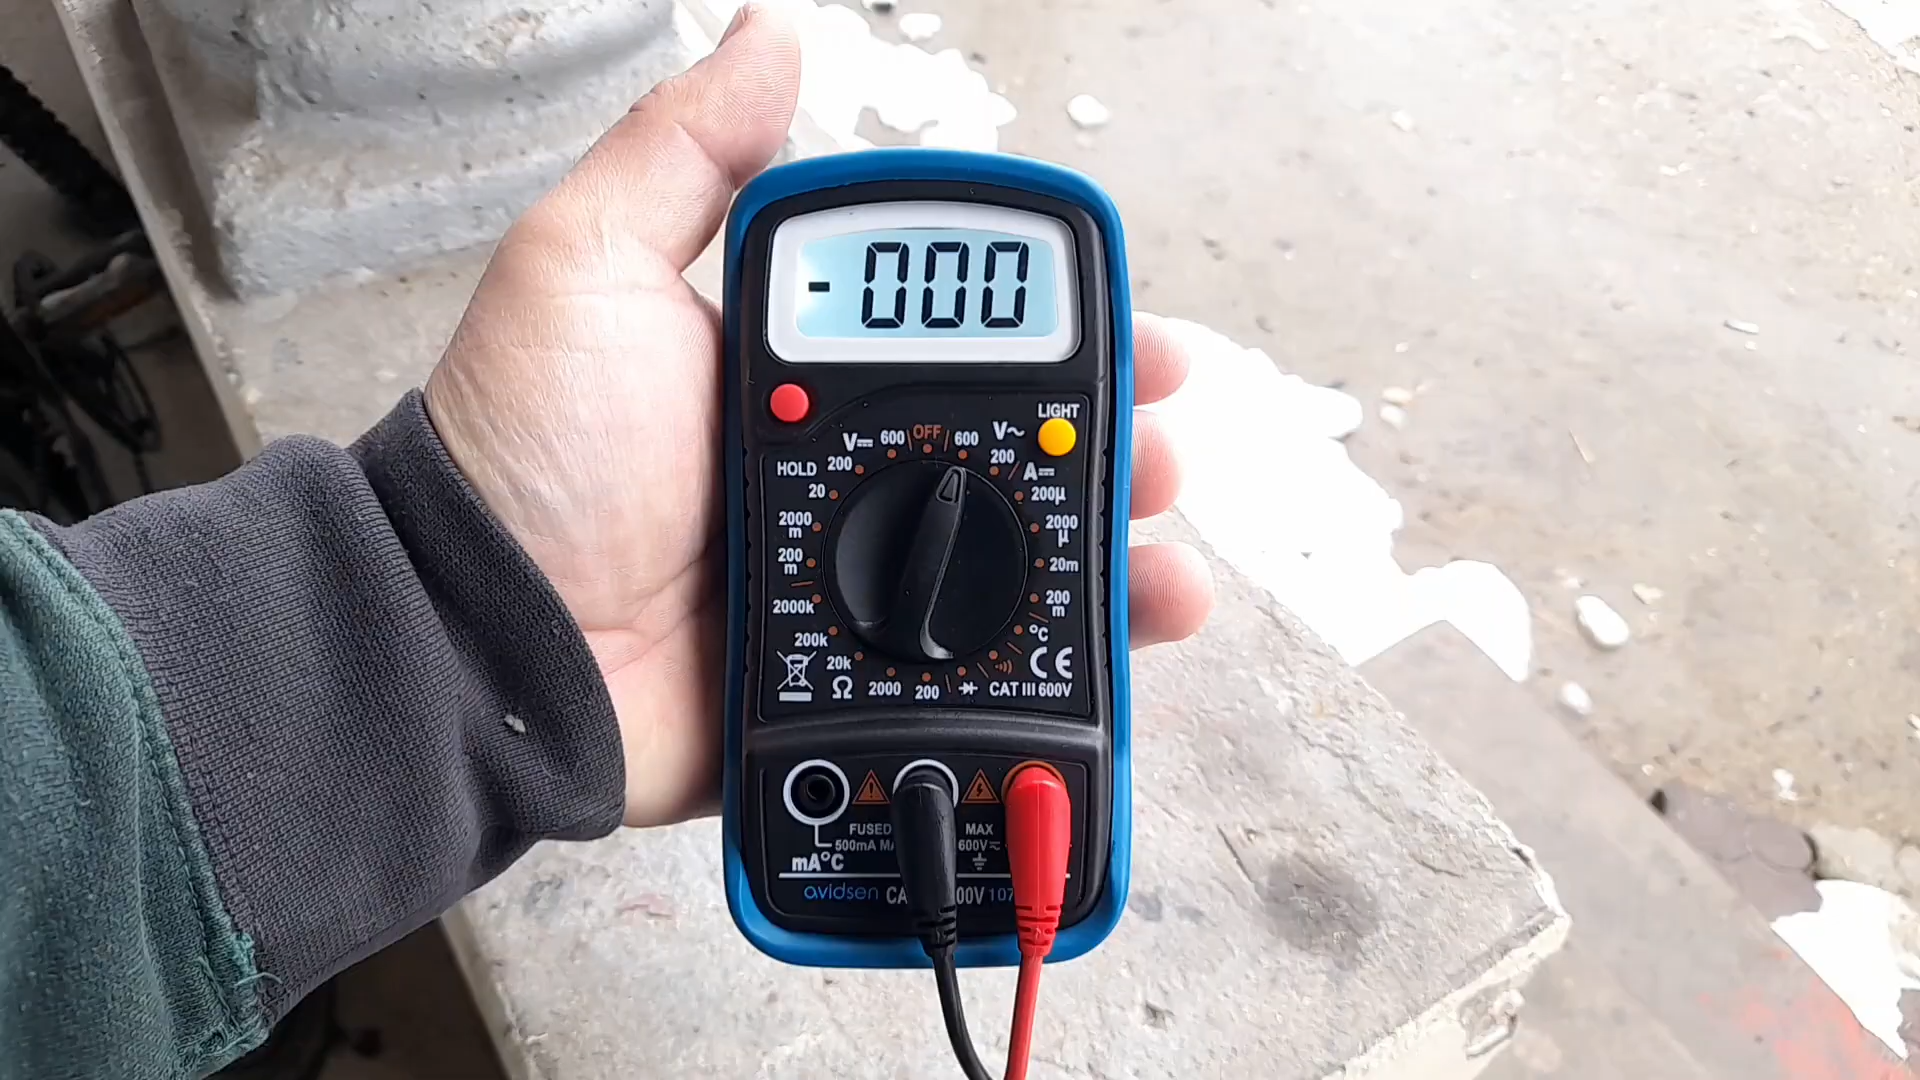 - 000
LIGHT
V⎓ 600 OFF 600 V~
HOLD 200 200 A⎓
20 200µ
2000
m
2000
µ
200
m
20m
2000k 200
m
200k °C
20k CE
Ω 2000 200 CAT III 600V
FUSED MAX
500mA 600V
mA°C
avidsen